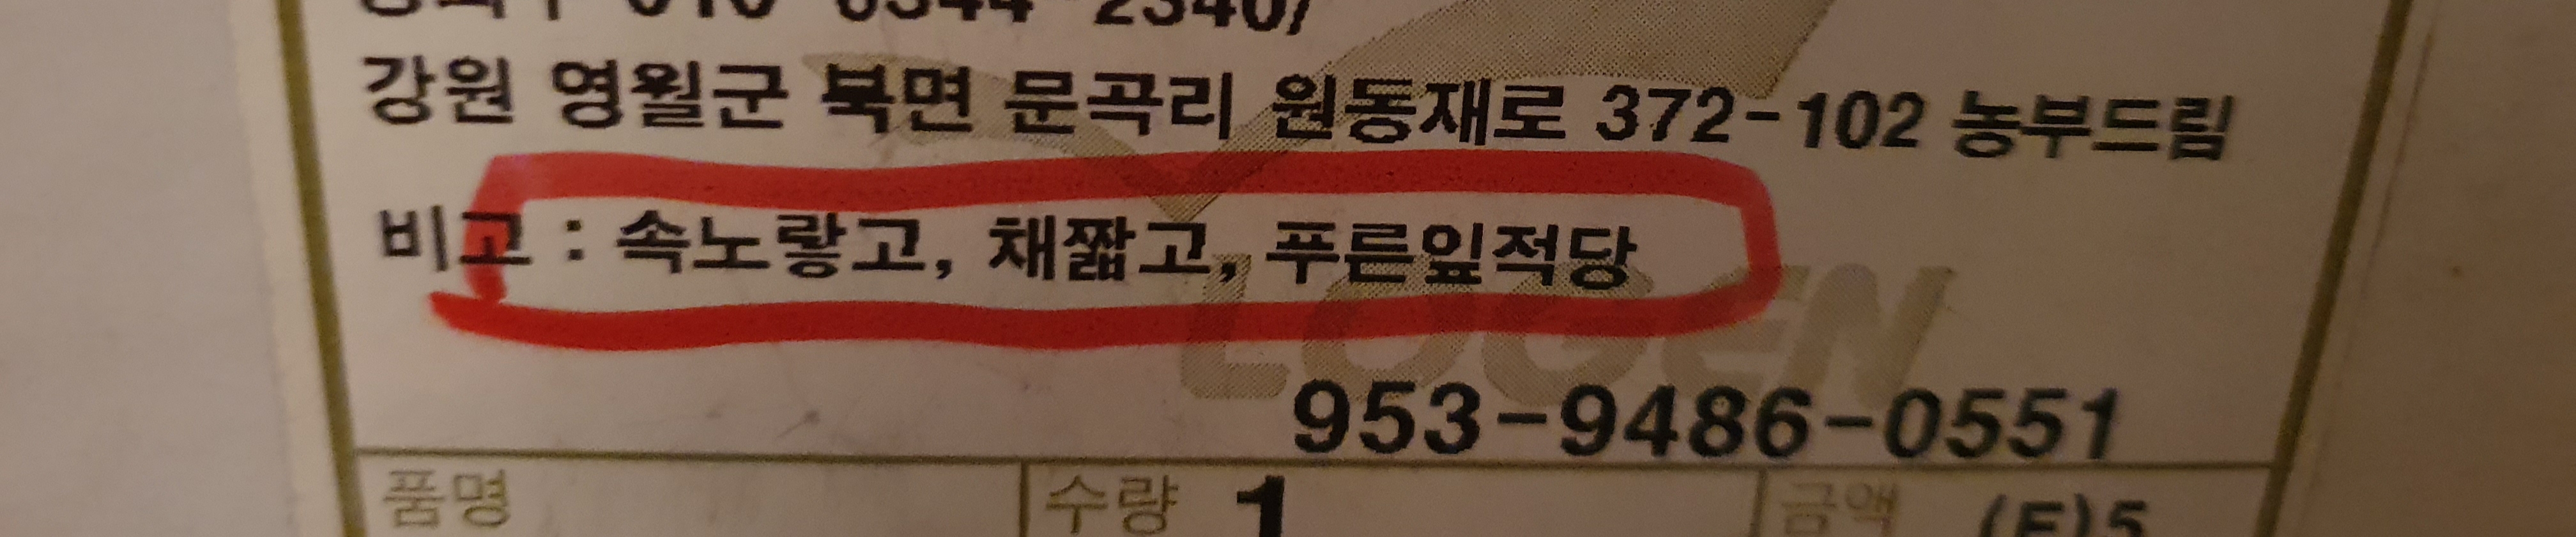 강원 영월군 북면 문곡리 원동재로 372-102 농부드림
비고 : 속노랗고, 채짧고, 푸른잎적당
LOGEN
953-9486-0551
품명 수량 1 금액 (E)5